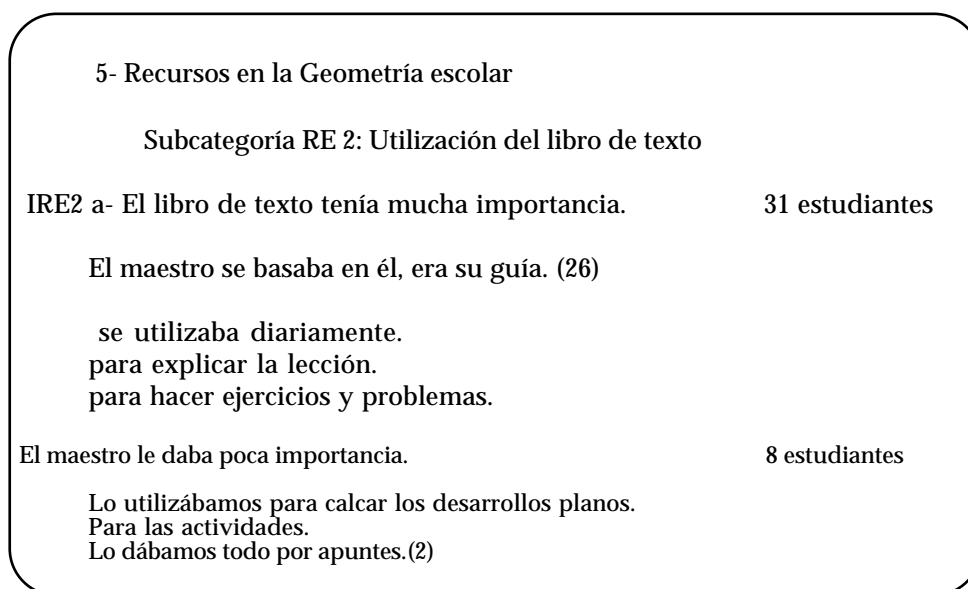 5- Recursos en la Geometría escolar
Subcategoría RE 2: Utilización del libro de texto
IRE2 a- El libro de texto tenía mucha importancia. 31 estudiantes
El maestro se basaba en él, era su guía. (26)
se utilizaba diariamente.
para explicar la lección.
para hacer ejercicios y problemas.
El maestro le daba poca importancia. 8 estudiantes
Lo utilizábamos para calcar los desarrollos planos.
Para las actividades.
Lo dábamos todo por apuntes.(2)